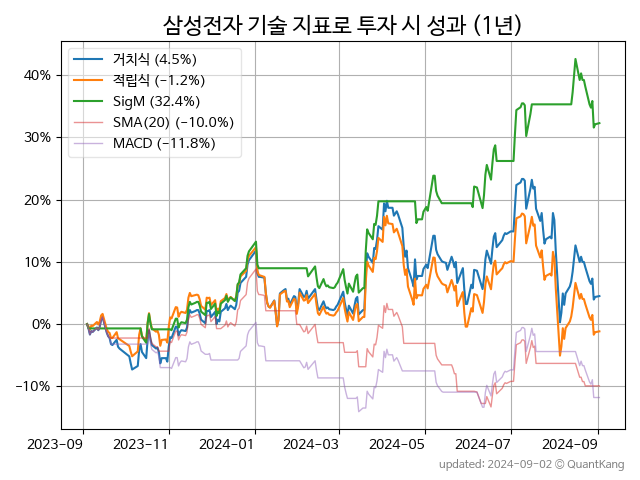 삼성전자 기술 지표로 투자 시 성과 (1년)
거치식 (4.5%)
적립식 (−1.2%)
SigM (32.4%)
SMA(20) (−10.0%)
MACD (−11.8%)
40%
30%
20%
10%
0%
−10%
2023-09 2023-11 2024-01 2024-03 2024-05 2024-07 2024-09
updated: 2024-09-02 © QuantKang